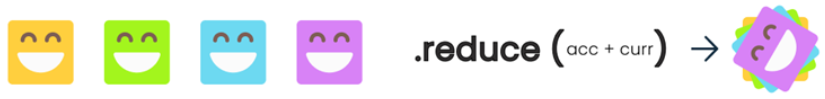 .reduce (acc + curr)